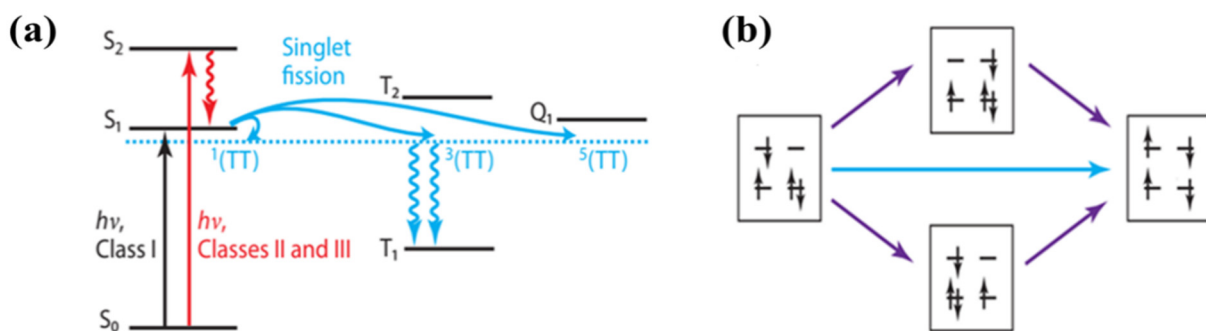 (a)
S₂
Singlet
fission
T₂
S₁
Q₁
¹(TT)
³(TT)
⁵(TT)
hν,
Class I
hν,
Classes II and III
T₁
S₀
(b)